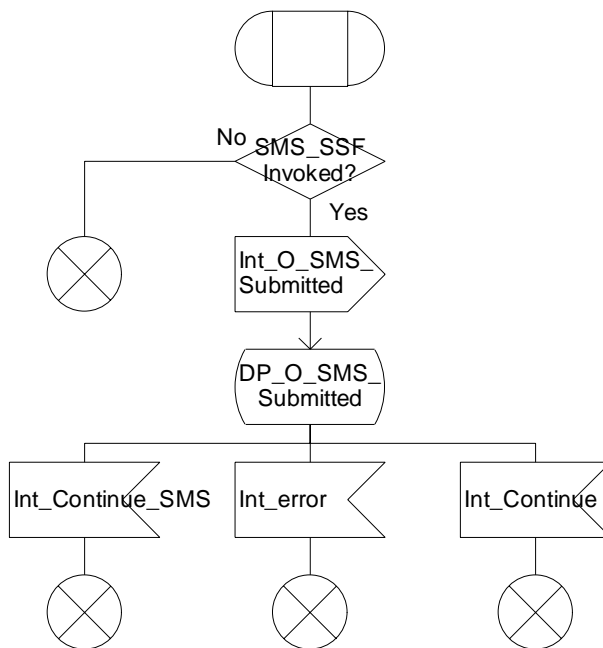 No
SMS_SSF
Invoked?
Yes
Int_O_SMS_
Submitted
DP_O_SMS_
Submitted
Int_Continue_SMS
Int_error
Int_Continue